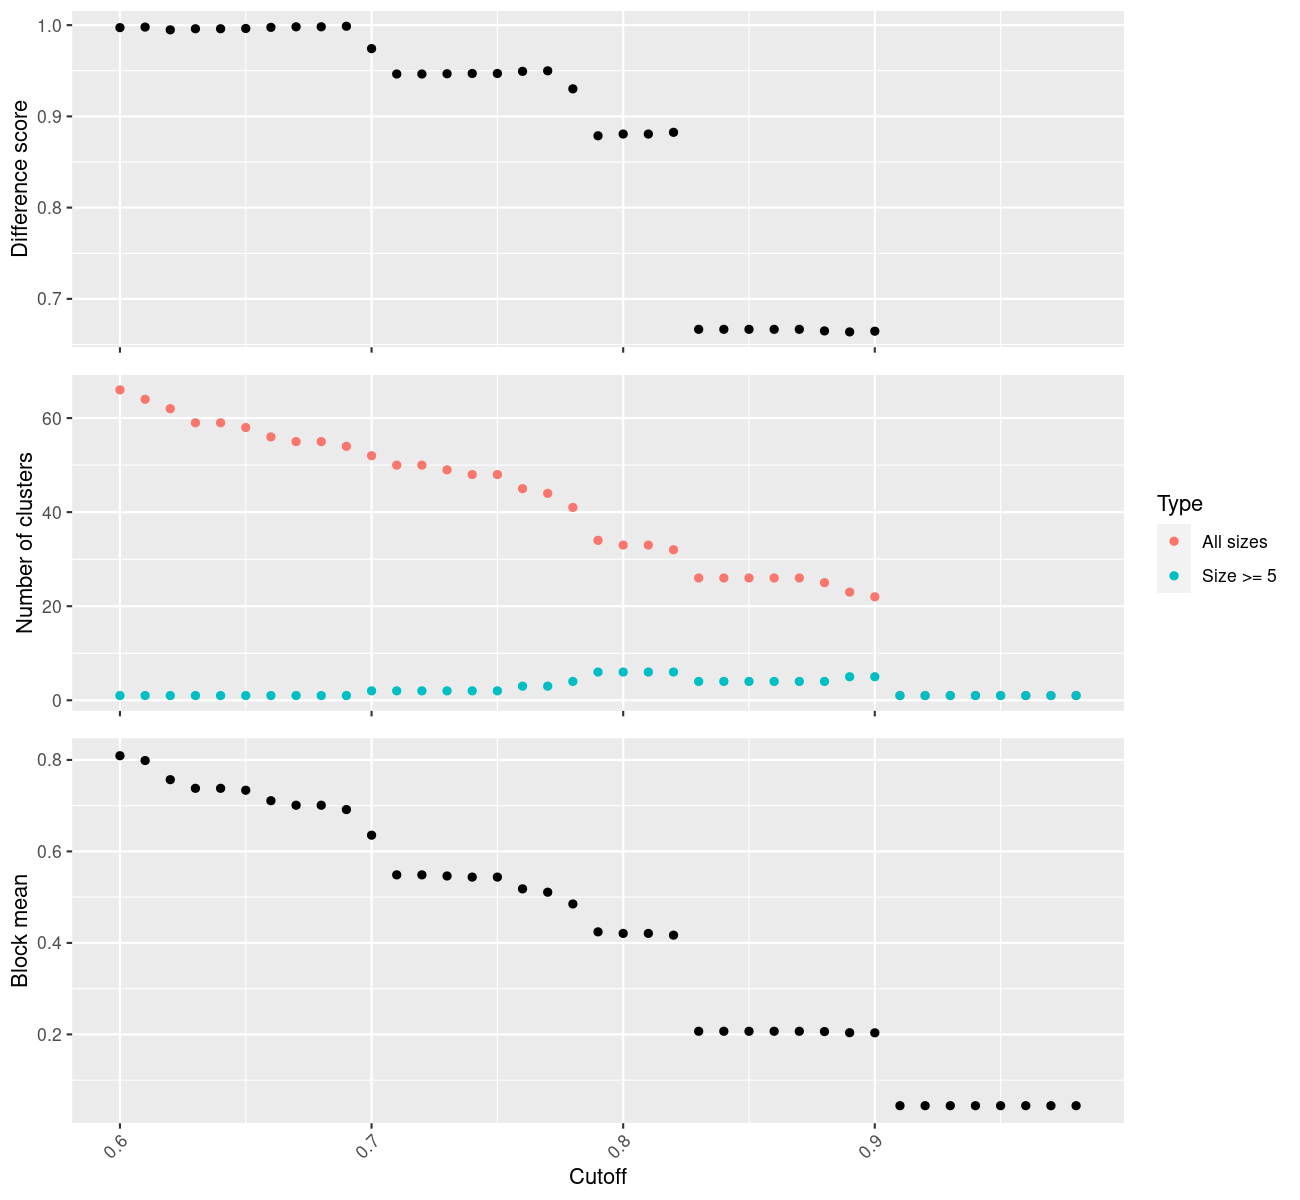 Difference score
1.0
0.9
0.8
0.7
Number of clusters
60
40
20
0
Type
All sizes
Size >= 5
Block mean
0.8
0.6
0.4
0.2
0.6
0.7
0.8
0.9
Cutoff